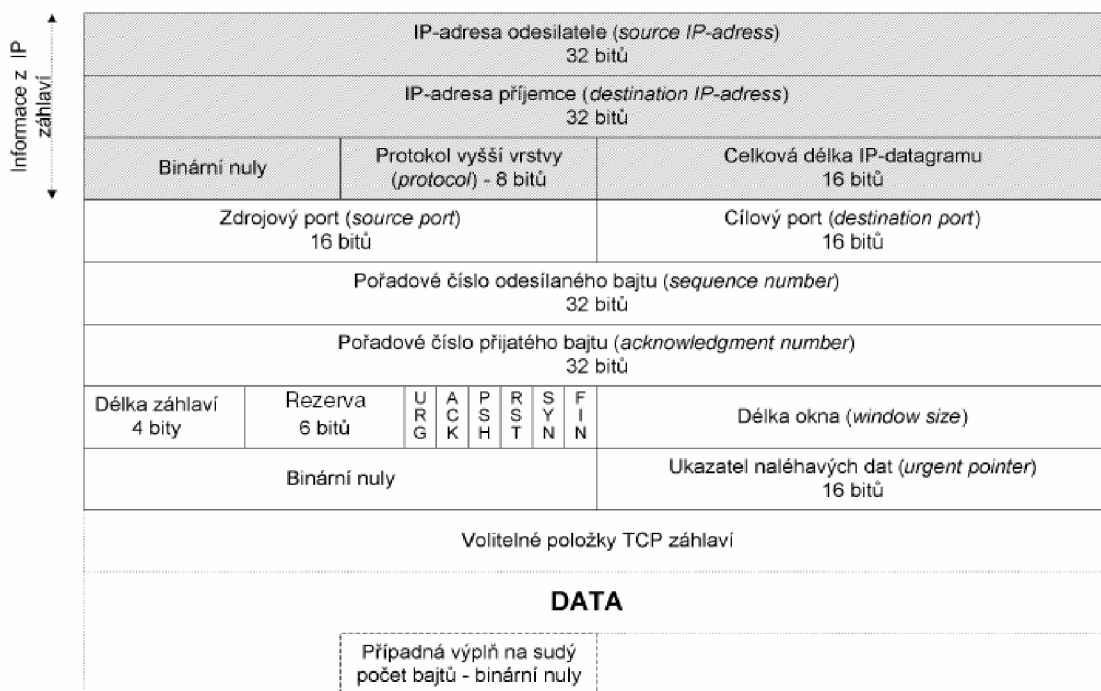 Informace z IP
záhlaví
IP-adresa odesilatele (source IP-adress)
32 bitů
IP-adresa příjemce (destination IP-adress)
32 bitů
Binární nuly
Protokol vyšší vrstvy
(protocol) - 8 bitů
Celková délka IP-datagramu
16 bitů
Zdrojový port (source port)
16 bitů
Cílový port (destination port)
16 bitů
Pořadové číslo odesílaného bajtu (sequence number)
32 bitů
Pořadové číslo přijatého bajtu (acknowledgment number)
32 bitů
Délka záhlaví
4 bity
Rezerva
6 bitů
URG
ACK
PSH
RST
SYN
FIN
Délka okna (window size)
Binární nuly
Ukazatel naléhavých dat (urgent pointer)
16 bitů
Volitelné položky TCP záhlaví
DATA
Případná výplň na sudý
počet bajtů - binární nuly